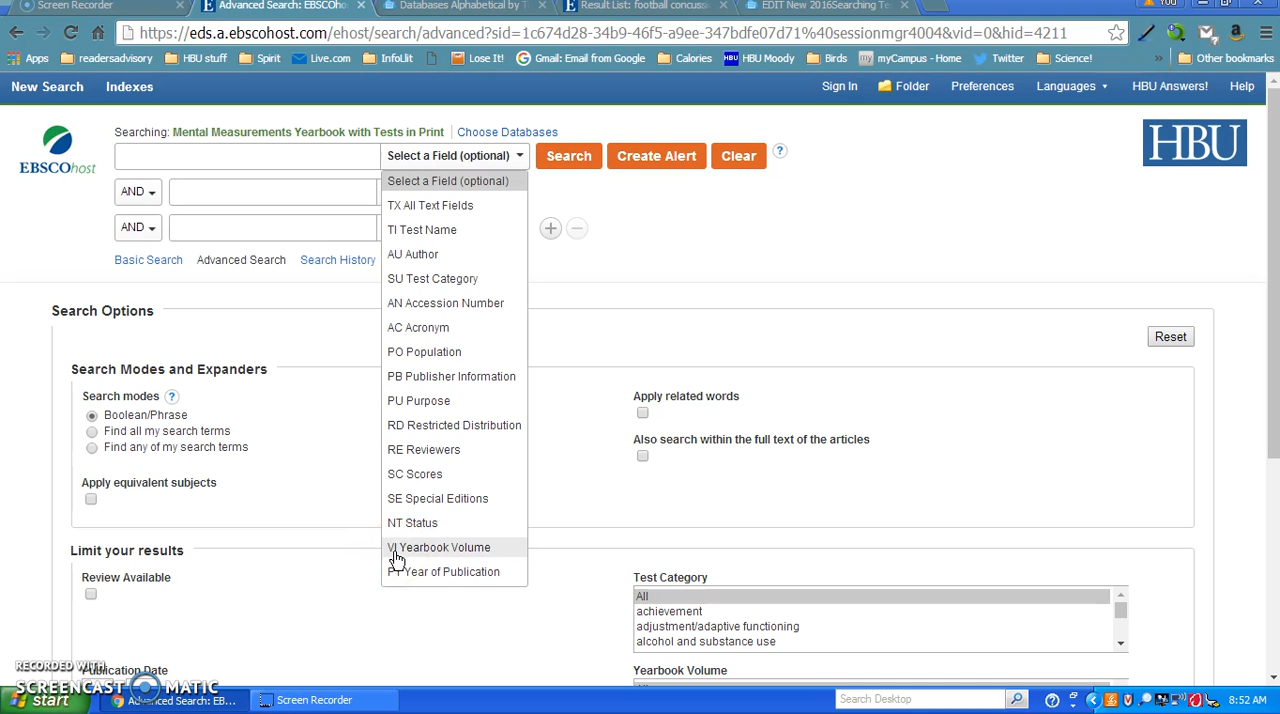 Screen Recorder
Advanced Search: EBSCOho
Databases Alphabetical by T
Result List: football concuss
EDIT New 2016Searching Te
You
https://eds.a.ebscohost.com/ehost/search/advanced?sid=1c674d28-34b9-46f5-a9ee-347bdfe07d71%40sessionmgr4004&vid=0&hid=4211
Apps
readersadvisory
HBU stuff
Spirit
Live.com
InfoLit
Lose It!
Gmail: Email from Google
Calories
HBU
HBU Moody
Birds
my
myCampus - Home
Twitter
Science!
»
Other bookmarks
New Search
Indexes
Sign In
Folder
Preferences
Languages
HBU Answers!
Help
EBSCOhost
Searching: Mental Measurements Yearbook with Tests in Print
Choose Databases
HBU
Select a Field (optional)
Search
Create Alert
Clear
?
Select a Field (optional)
TX All Text Fields
TI Test Name
AU Author
SU Test Category
AN Accession Number
AC Acronym
PO Population
PB Publisher Information
PU Purpose
RD Restricted Distribution
RE Reviewers
SC Scores
SE Special Editions
NT Status
VI Yearbook Volume
Year of Publication
AND
AND
Basic Search
Advanced Search
Search History
Search Options
Reset
Search Modes and Expanders
Search modes
?
Boolean/Phrase
Find all my search terms
Find any of my search terms
Apply equivalent subjects
Apply related words
Also search within the full text of the articles
Limit your results
Review Available
Test Category
All
achievement
adjustment/adaptive functioning
alcohol and substance use
Publication Date
Yearbook Volume
RECORDED WITH
SCREENCAST MATIC
start
Advanced Search: EB...
Screen Recorder
Search Desktop
8:52 AM